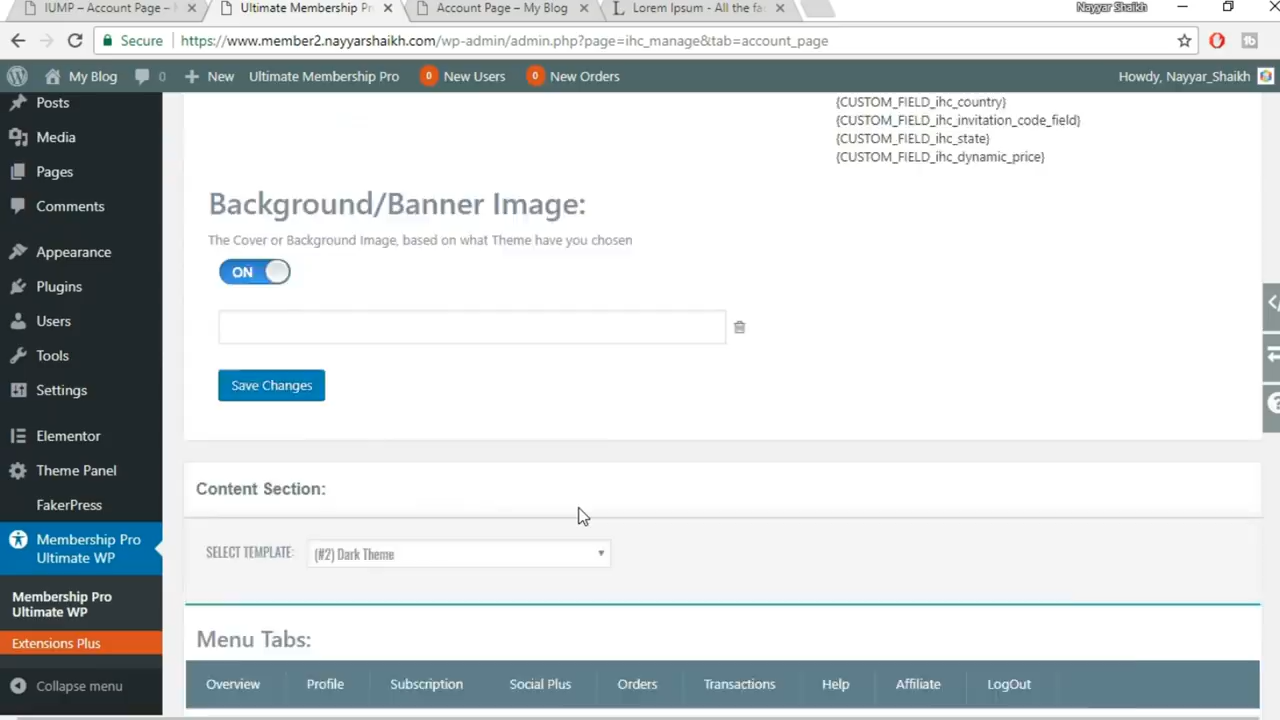 IUMP – Account Page –
Ultimate Membership Pr
Account Page – My Blog
Lorem Ipsum - All the fa
Nayyar Shaikh
Secure
https://www.member2.nayyarshaikh.com/wp-admin/admin.php?page=ihc_manage&tab=account_page
My Blog
0
New
Ultimate Membership Pro
0
New Users
0
New Orders
Howdy, Nayyar_Shaikh
Posts
Media
Pages
Comments
Appearance
Plugins
Users
Tools
Settings
Elementor
Theme Panel
FakerPress
Membership Pro
Ultimate WP
Membership Pro
Ultimate WP
Extensions Plus
Collapse menu
{CUSTOM_FIELD_ihc_country}
{CUSTOM_FIELD_ihc_invitation_code_field}
{CUSTOM_FIELD_ihc_state}
{CUSTOM_FIELD_ihc_dynamic_price}
Background/Banner Image:
The Cover or Background Image, based on what Theme have you chosen
ON
Save Changes
Content Section:
SELECT TEMPLATE:
(#2) Dark Theme
Menu Tabs:
Overview
Profile
Subscription
Social Plus
Orders
Transactions
Help
Affiliate
LogOut